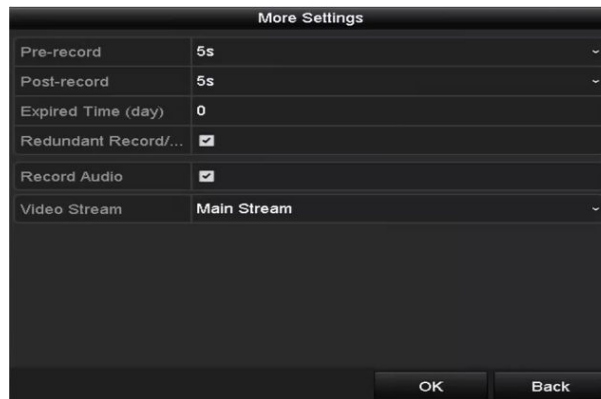 More Settings
Pre-record 5s
Post-record 5s
Expired Time (day) 0
Redundant Record/...
Record Audio
Video Stream Main Stream
OK Back